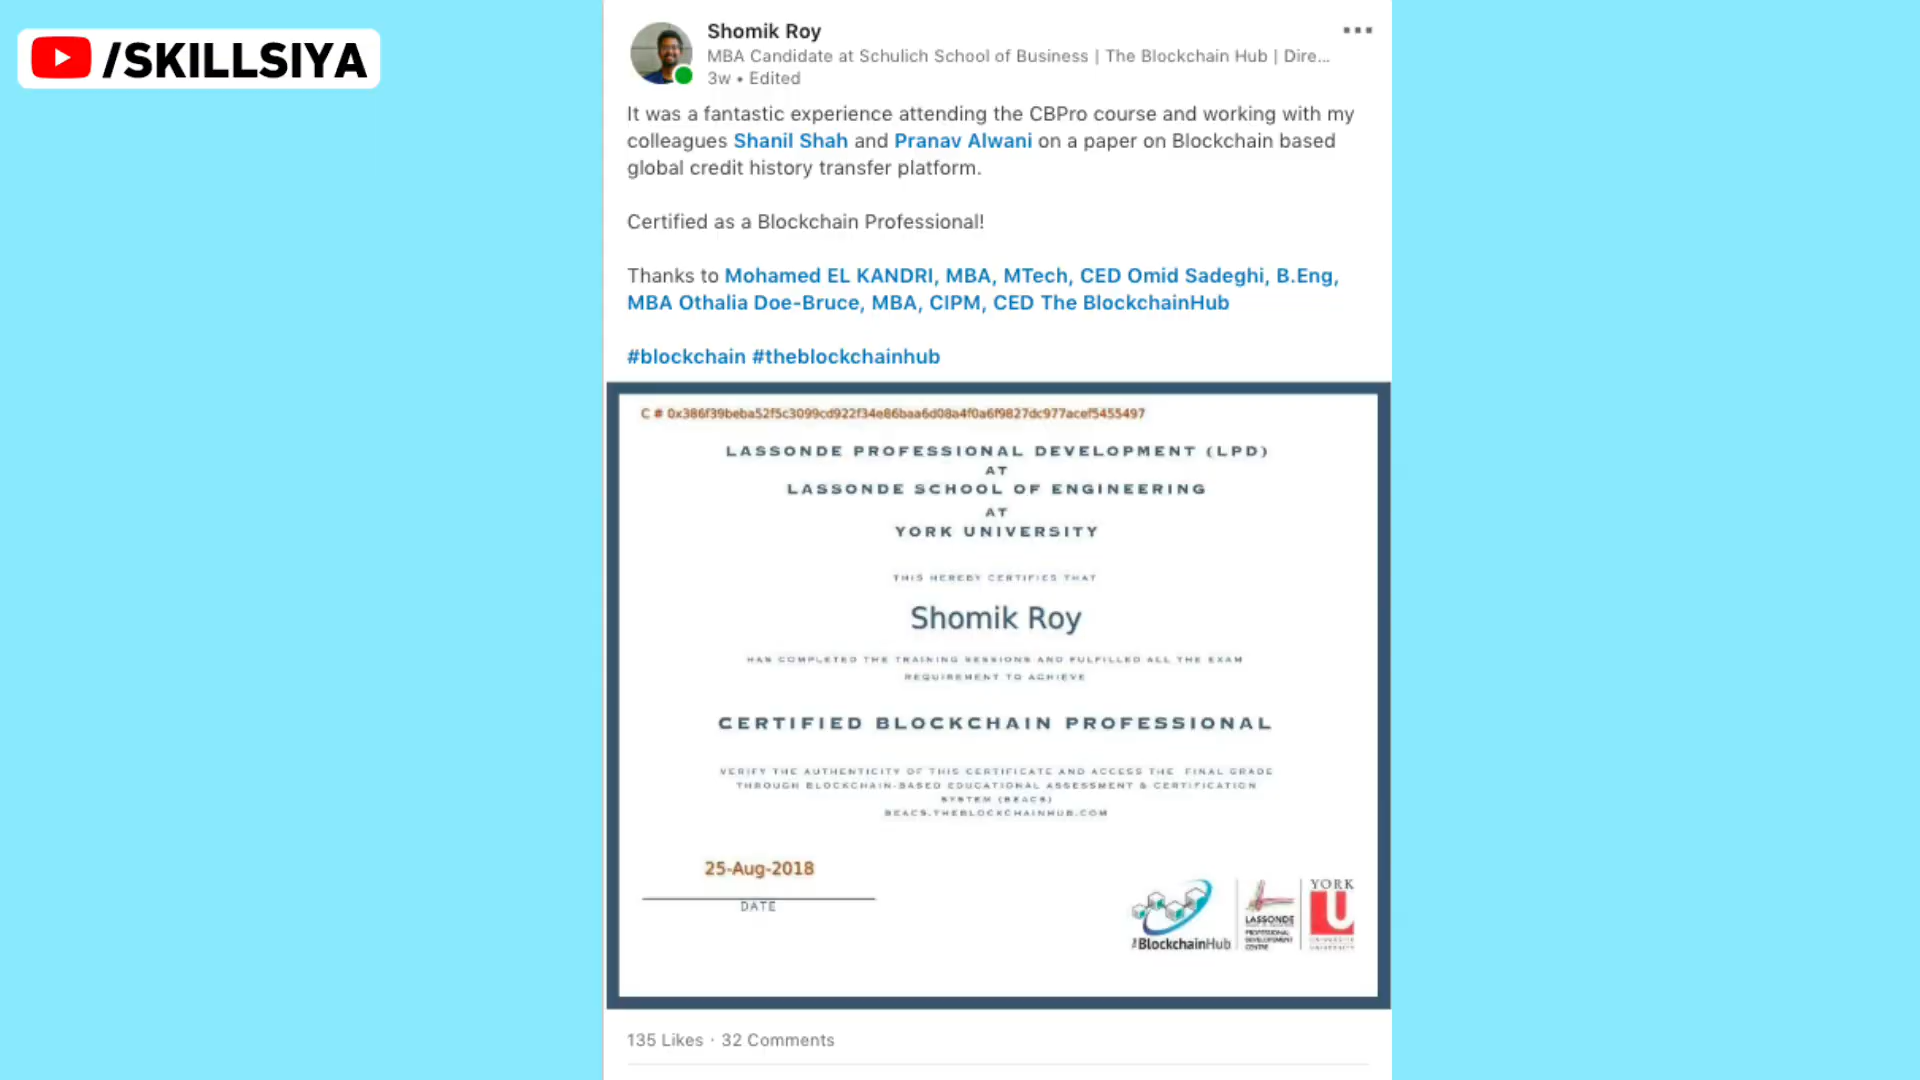 /SKILLSIYA
Shomik Roy
MBA Candidate at Schulich School of Business | The Blockchain Hub | Dire...
3w • Edited
It was a fantastic experience attending the CBPro course and working with my
colleagues Shanil Shah and Pranav Alwani on a paper on Blockchain based
global credit history transfer platform.
Certified as a Blockchain Professional!
Thanks to Mohamed EL KANDRI, MBA, MTech, CED Omid Sadeghi, B.Eng,
MBA Othalia Doe-Bruce, MBA, CIPM, CED The BlockchainHub
#blockchain #theblockchainhub
C # 0x386f39beba52f5c3099cd922f34e86baa6d08a4f0a6f9827dc977acef5455497
LASSONDE PROFESSIONAL DEVELOPMENT (LPD)
AT
LASSONDE SCHOOL OF ENGINEERING
AT
YORK UNIVERSITY
THIS HEREBY CERTIFIES THAT
Shomik Roy
HAS COMPLETED THE TRAINING SESSIONS AND FULFILLED ALL THE EXAM
REQUIREMENT TO ACHIEVE
CERTIFIED BLOCKCHAIN PROFESSIONAL
VERIFY THE AUTHENTICITY OF THIS CERTIFICATE AND ACCESS THE FINAL GRADE
THROUGH BLOCKCHAIN-BASED EDUCATIONAL ASSESSMENT & CERTIFICATION
SYSTEM (BEACS)
BEACS.THEBLOCKCHAINHUB.COM
25-Aug-2018
DATE
The BlockchainHub
LASSONDE
PROFESSIONAL
DEVELOPMENT
CENTRE
YORK
U
UNIVERSITÉ
UNIVERSITY
135 Likes · 32 Comments